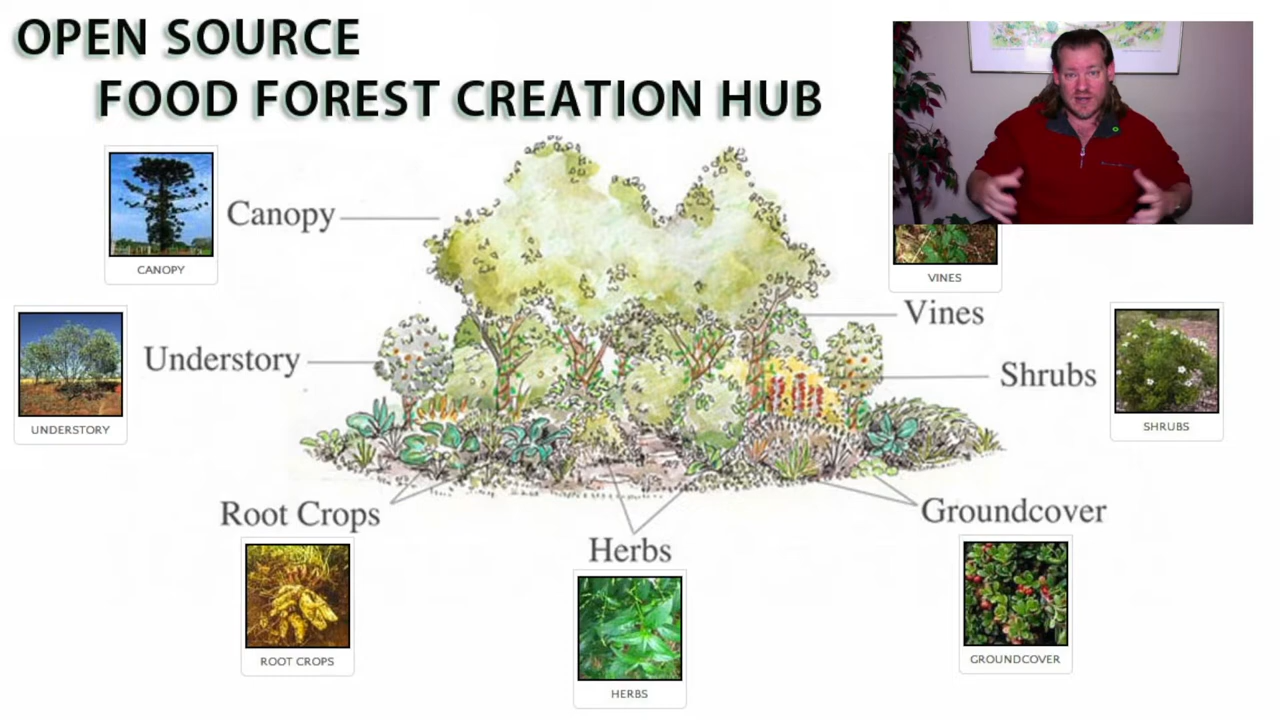 OPEN SOURCE
FOOD FOREST CREATION HUB
CANOPY
Canopy
VINES
Vines
UNDERSTORY
Understory
Shrubs
SHRUBS
Root Crops
ROOT CROPS
Herbs
HERBS
Groundcover
GROUNDCOVER